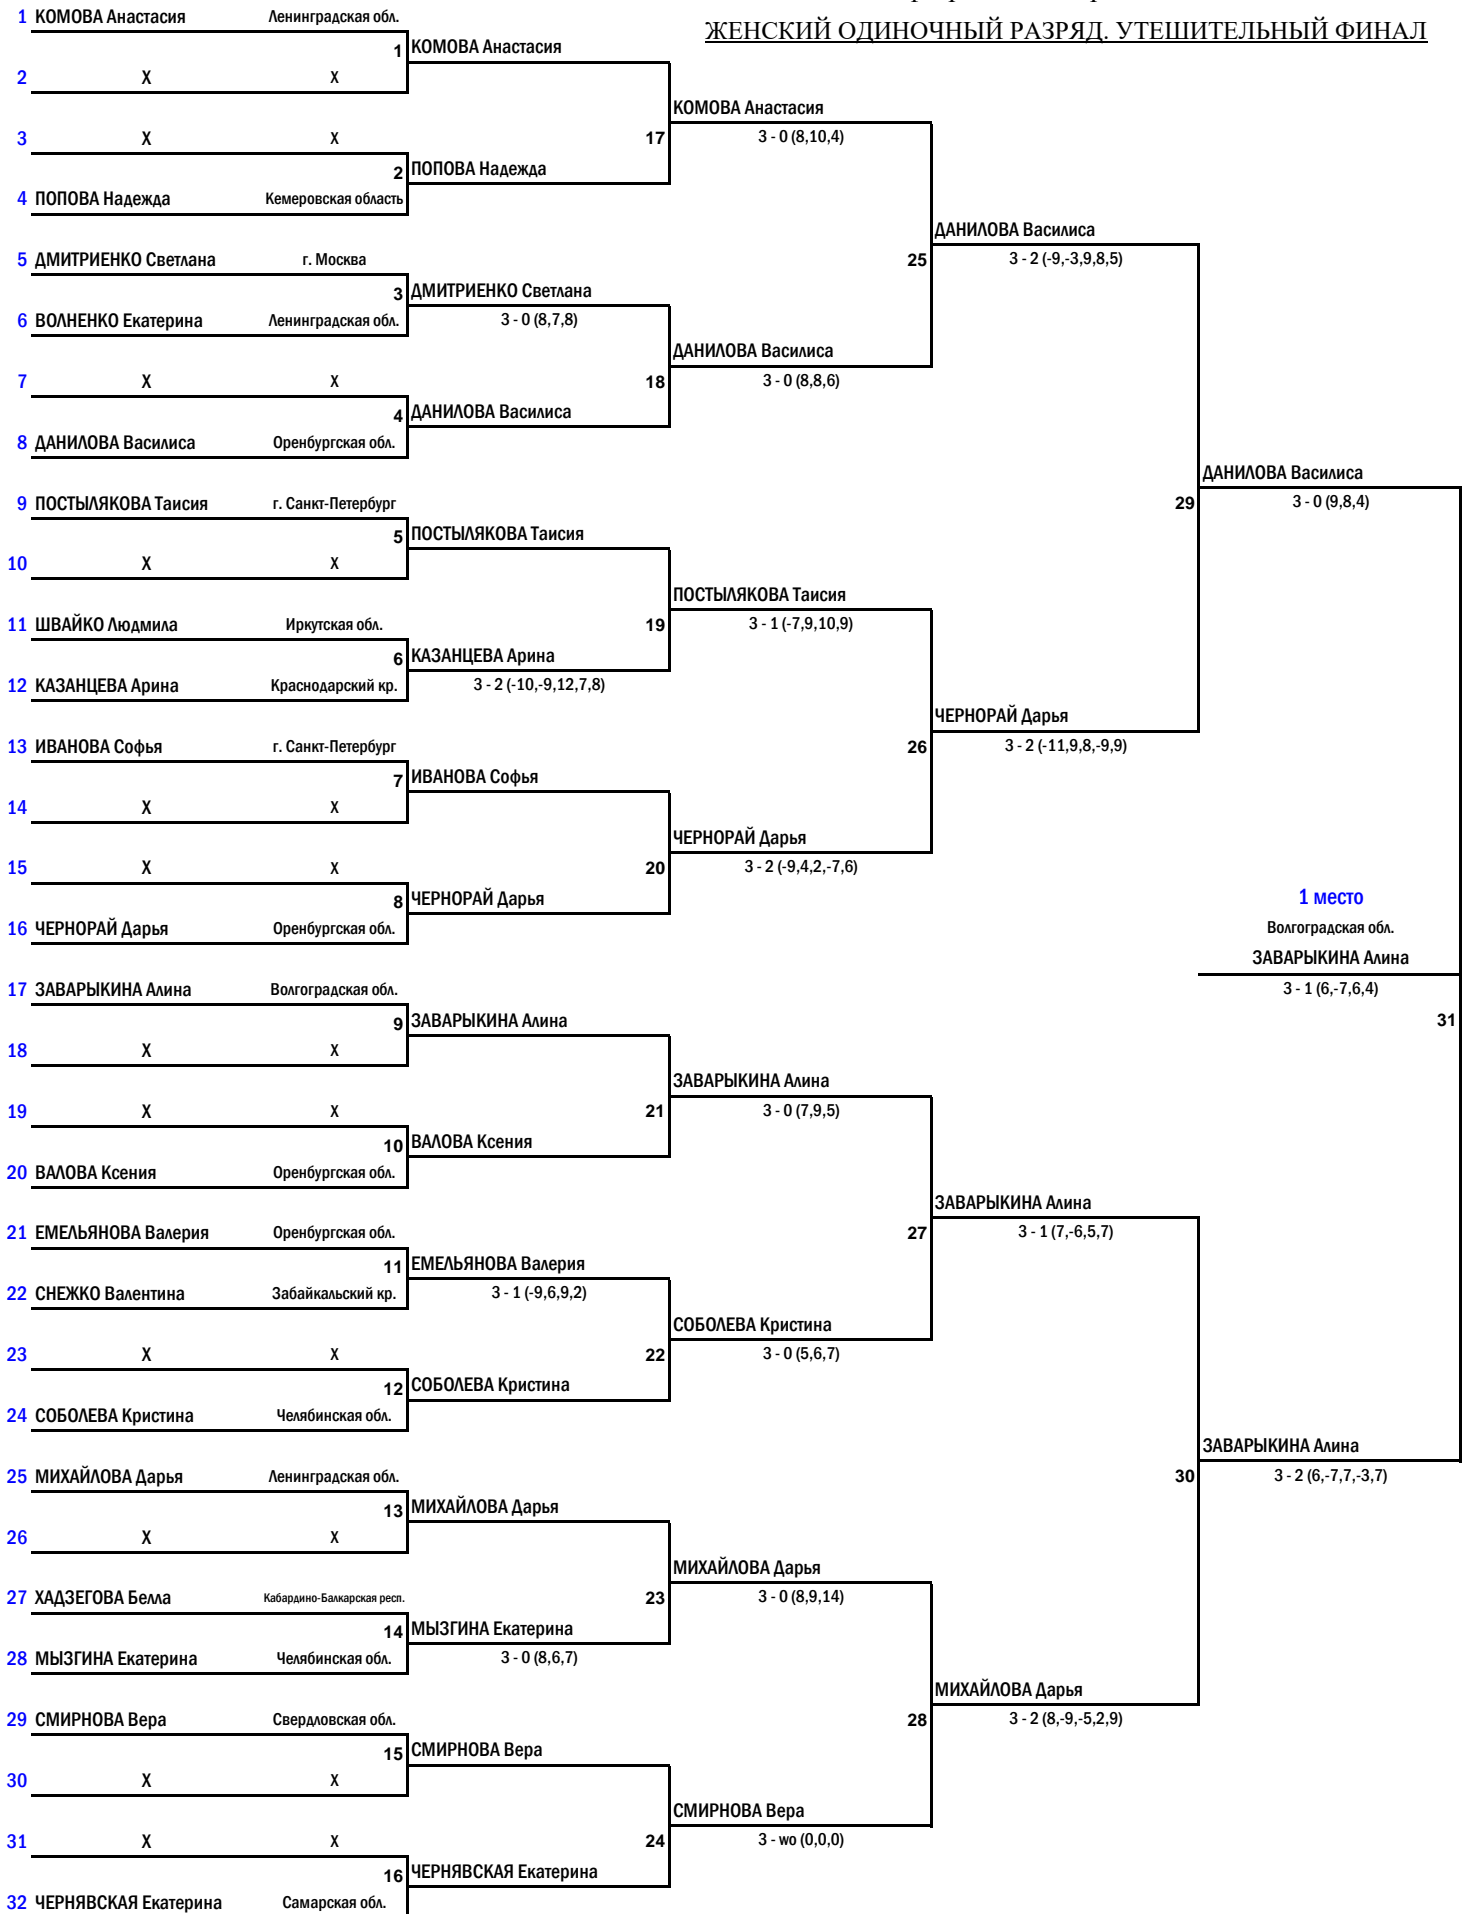 ЖЕНСКИЙ ОДИНОЧНЫЙ РАЗРЯД. УТЕШИТЕЛЬНЫЙ ФИНАЛ
1 КОМОВА Анастасия Ленинградская обл.
1 КОМОВА Анастасия
2 X X
КОМОВА Анастасия
3 X X 17 3 - 0 (8,10,4)
2 ПОПОВА Надежда
4 ПОПОВА Надежда Кемеровская область
ДАНИЛОВА Василиса
5 ДМИТРИЕНКО Светлана г. Москва 25 3 - 2 (-9,-3,9,8,5)
3 ДМИТРИЕНКО Светлана
6 ВОЛНЕНКО Екатерина Ленинградская обл. 3 - 0 (8,7,8)
ДАНИЛОВА Василиса
7 X X 18 3 - 0 (8,8,6)
4 ДАНИЛОВА Василиса
8 ДАНИЛОВА Василиса Оренбургская обл.
ДАНИЛОВА Василиса
9 ПОСТЫЛЯКОВА Таисия г. Санкт-Петербург 29 3 - 0 (9,8,4)
5 ПОСТЫЛЯКОВА Таисия
10 X X
ПОСТЫЛЯКОВА Таисия
11 ШВАЙКО Людмила Иркутская обл. 19 3 - 1 (-7,9,10,9)
6 КАЗАНЦЕВА Арина
12 КАЗАНЦЕВА Арина Краснодарский кр. 3 - 2 (-10,-9,12,7,8)
ЧЕРНОРАЙ Дарья
13 ИВАНОВА Софья г. Санкт-Петербург 26 3 - 2 (-11,9,8,-9,9)
7 ИВАНОВА Софья
14 X X
ЧЕРНОРАЙ Дарья
15 X X 20 3 - 2 (-9,4,2,-7,6)
8 ЧЕРНОРАЙ Дарья 1 место
16 ЧЕРНОРАЙ Дарья Оренбургская обл. Волгоградская обл.
ЗАВАРЫКИНА Алина
17 ЗАВАРЫКИНА Алина Волгоградская обл. 3 - 1 (6,-7,6,4)
9 ЗАВАРЫКИНА Алина 31
18 X X
ЗАВАРЫКИНА Алина
19 X X 21 3 - 0 (7,9,5)
10 ВАЛОВА Ксения
20 ВАЛОВА Ксения Оренбургская обл.
ЗАВАРЫКИНА Алина
21 ЕМЕЛЬЯНОВА Валерия Оренбургская обл. 27 3 - 1 (7,-6,5,7)
11 ЕМЕЛЬЯНОВА Валерия
22 СНЕЖКО Валентина Забайкальский кр. 3 - 1 (-9,6,9,2)
СОБОЛЕВА Кристина
23 X X 22 3 - 0 (5,6,7)
12 СОБОЛЕВА Кристина
24 СОБОЛЕВА Кристина Челябинская обл.
ЗАВАРЫКИНА Алина
25 МИХАЙЛОВА Дарья Ленинградская обл. 30 3 - 2 (6,-7,7,-3,7)
13 МИХАЙЛОВА Дарья
26 X X
МИХАЙЛОВА Дарья
27 ХАДЗЕГОВА Белла Кабардино-Балкарская респ. 23 3 - 0 (8,9,14)
14 МЫЗГИНА Екатерина
28 МЫЗГИНА Екатерина Челябинская обл. 3 - 0 (8,6,7)
МИХАЙЛОВА Дарья
29 СМИРНОВА Вера Свердловская обл. 28 3 - 2 (8,-9,-5,2,9)
15 СМИРНОВА Вера
30 X X
СМИРНОВА Вера
31 X X 24 3 - wo (0,0,0)
16 ЧЕРНЯВСКАЯ Екатерина
32 ЧЕРНЯВСКАЯ Екатерина Самарская обл.